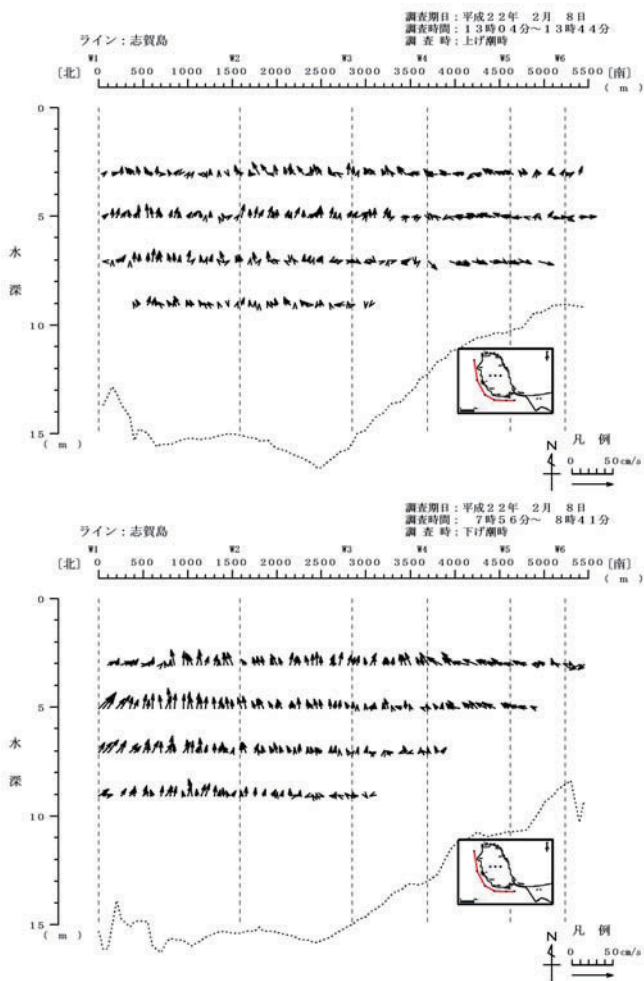 調査期日：平成22年　2月　8日
調査時間：13時04分～13時44分
調 査 時：上げ潮時
ライン：志賀島
W1 W2 W3 W4 W5 W6
[北] 0 500 1000 1500 2000 2500 3000 3500 4000 4500 5000 5500 [南]
( m )
0
5
水
深
10
15
( m )
N
凡 例
0 50cm/s
調査期日：平成22年　2月　8日
調査時間：　7時56分～　8時41分
調 査 時：下げ潮時
ライン：志賀島
W1 W2 W3 W4 W5 W6
[北] 0 500 1000 1500 2000 2500 3000 3500 4000 4500 5000 5500 [南]
( m )
0
5
水
深
10
15
( m )
N
凡 例
0 50cm/s